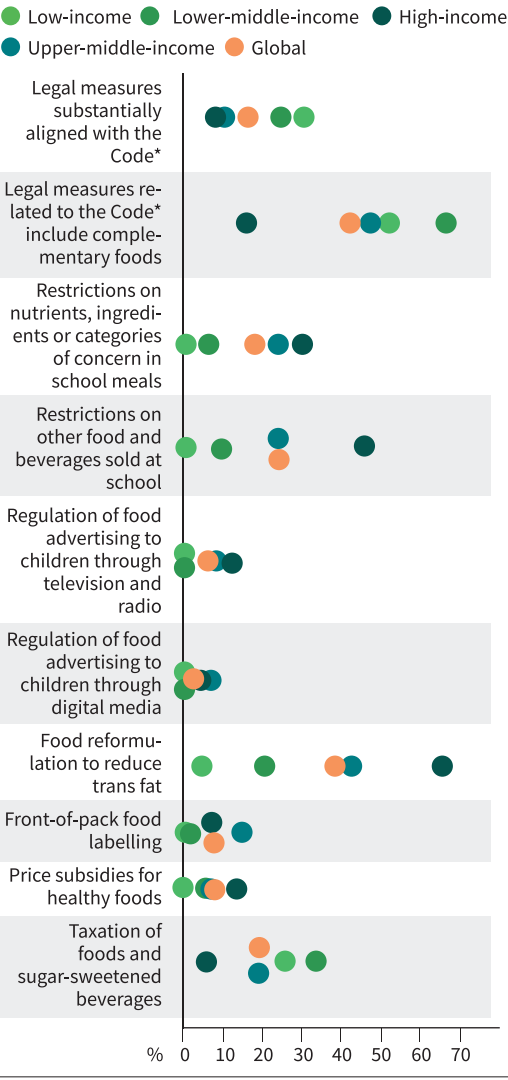 Low-income Lower-middle-income High-income
Upper-middle-income Global
Legal measures
substantially
aligned with the
Code*
Legal measures re-
lated to the Code*
include comple-
mentary foods
Restrictions on
nutrients, ingredi-
ents or categories
of concern in
school meals
Restrictions on
other food and
beverages sold at
school
Regulation of food
advertising to
children through
television and
radio
Regulation of food
advertising to
children through
digital media
Food reformu-
lation to reduce
trans fat
Front-of-pack food
labelling
Price subsidies for
healthy foods
Taxation of
foods and
sugar-sweetened
beverages
% 0 10 20 30 40 50 60 70